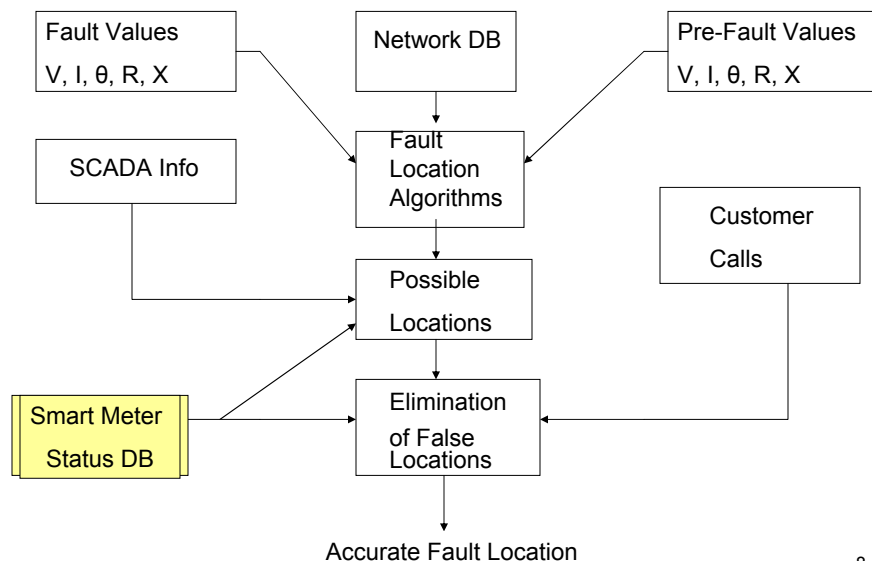 Fault Values
V, I, θ, R, X
Network DB
Pre-Fault Values
V, I, θ, R, X
Fault
Location
Algorithms
SCADA Info
Customer
Calls
Possible
Locations
Smart Meter
Status DB
Elimination
of False
Locations
Accurate Fault Location